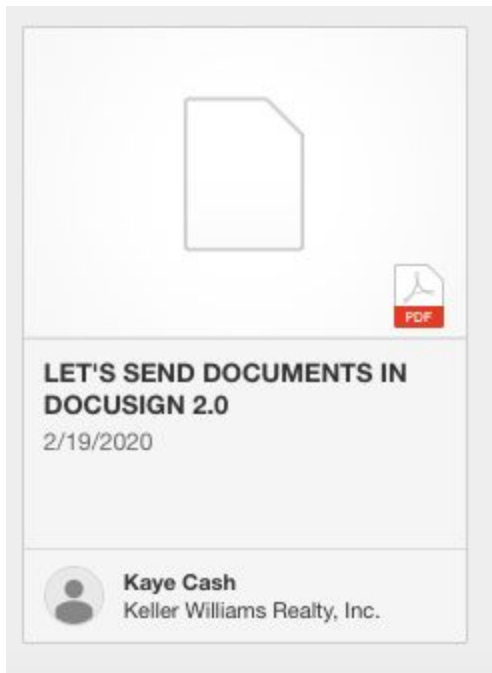 PDF
LET'S SEND DOCUMENTS IN
DOCUSIGN 2.0
2/19/2020
Kaye Cash
Keller Williams Realty, Inc.